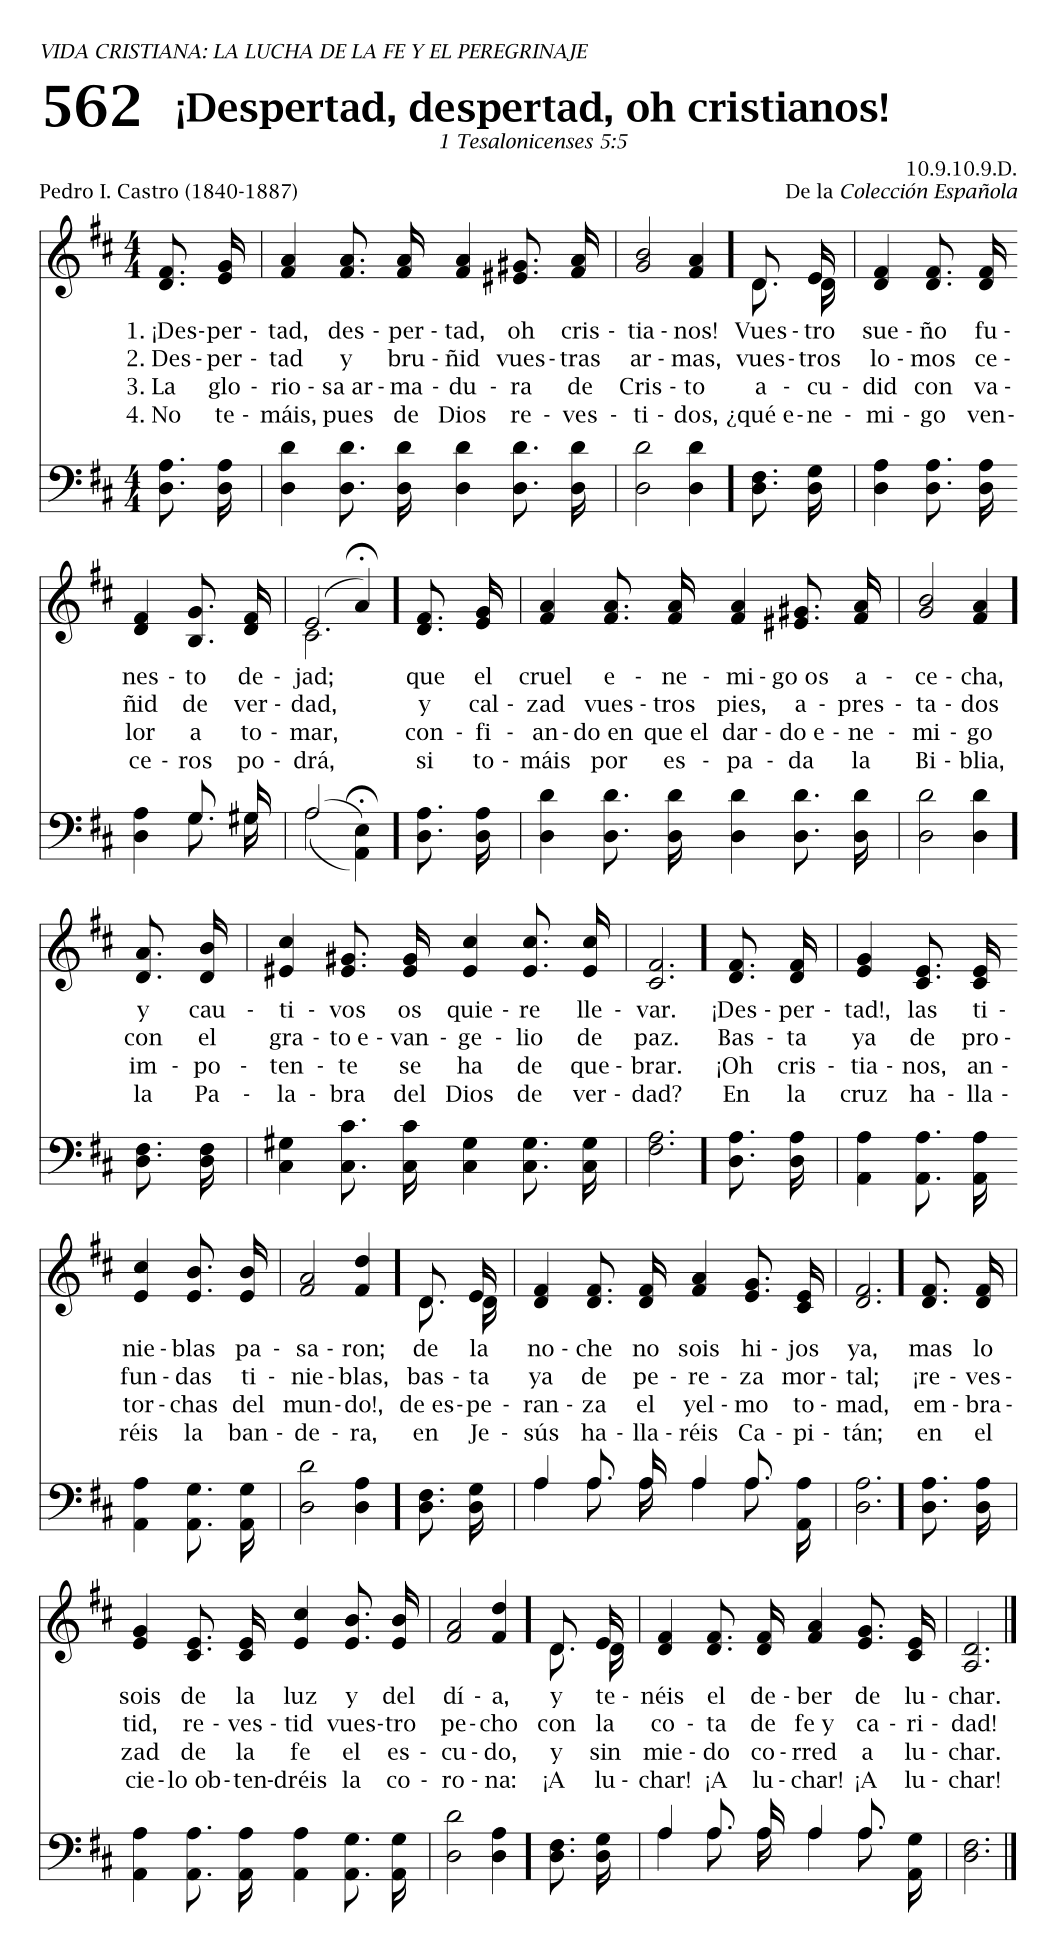 VIDA CRISTIANA: LA LUCHA DE LA FE Y EL PEREGRINAJE
562 ¡Despertad, despertad, oh cristianos!
1 Tesalonicenses 5:5
10.9.10.9.D.
Pedro I. Castro (1840-1887) De la Colección Española
1. ¡Des - per - tad, des - per - tad, oh cris - tia - nos! Vues - tro sue - ño fu -
2. Des - per - tad y bru - ñid vues - tras ar - mas, vues - tros lo - mos ce -
3. La glo - rio - sa ar - ma - du - ra de Cris - to a - cu - did con va -
4. No te - máis, pues de Dios re - ves - ti - dos, ¿qué e - ne - mi - go ven -
nes - to de - jad; que el cruel e - ne - mi - go os a - ce - cha,
ñid de ver - dad, y cal - zad vues - tros pies, a - pres - ta - dos
lor a to - mar, con - fi - an - do en que el dar - do e - ne - mi - go
ce - ros po - drá, si to - máis por es - pa - da la Bi - blia,
y cau - ti - vos os quie - re lle - var. ¡Des - per - tad!, las ti -
con el gra - to e - van - ge - lio de paz. Bas - ta ya de pro -
im - po - ten - te se ha de que - brar. ¡Oh cris - tia - nos, an -
la Pa - la - bra del Dios de ver - dad? En la cruz ha - lla -
nie - blas pa - sa - ron; de la no - che no sois hi - jos ya, mas lo
fun - das ti - nie - blas, bas - ta ya de pe - re - za mor - tal; ¡re - ves -
tor - chas del mun - do!, de es - pe - ran - za el yel - mo to - mad, em - bra -
réis la ban - de - ra, en Je - sús ha - lla - réis Ca - pi - tán; en el
sois de la luz y del dí - a, y te - néis el de - ber de lu - char.
tid, re - ves - tid vues - tro pe - cho con la co - ta de fe y ca - ri - dad!
zad de la fe el es - cu - do, y sin mie - do co - rred a lu - char.
cie - lo ob - ten - dréis la co - ro - na: ¡A lu - char! ¡A lu - char! ¡A lu - char!